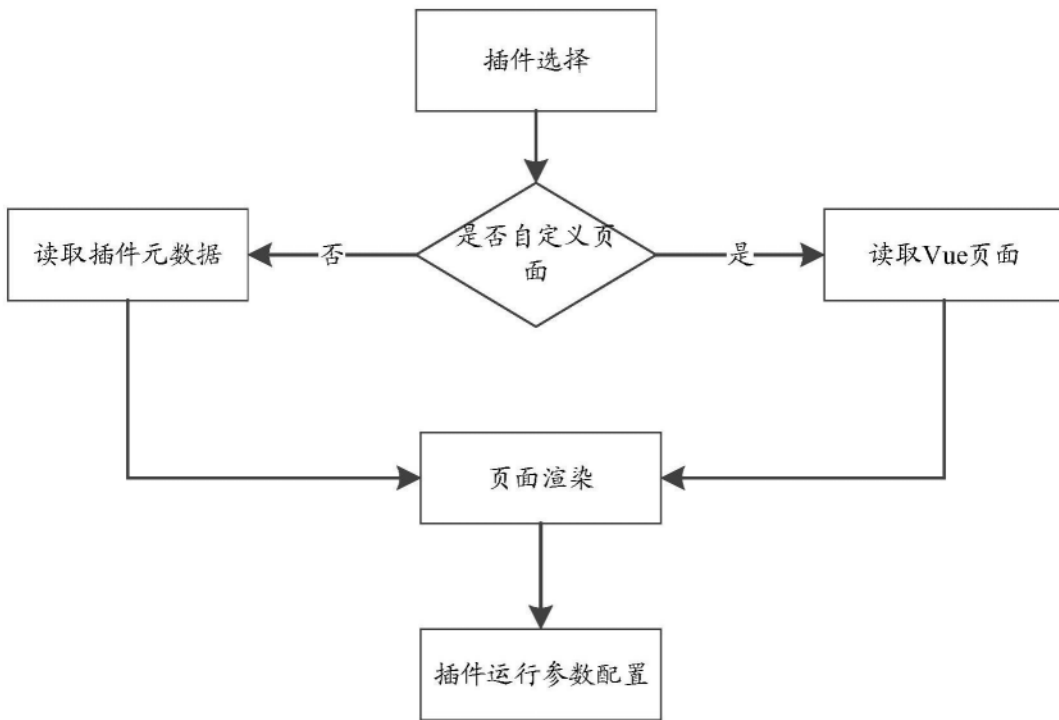 插件选择
是否自定义页
面
读取插件元数据
否
是
读取Vue页面
页面渲染
插件运行参数配置